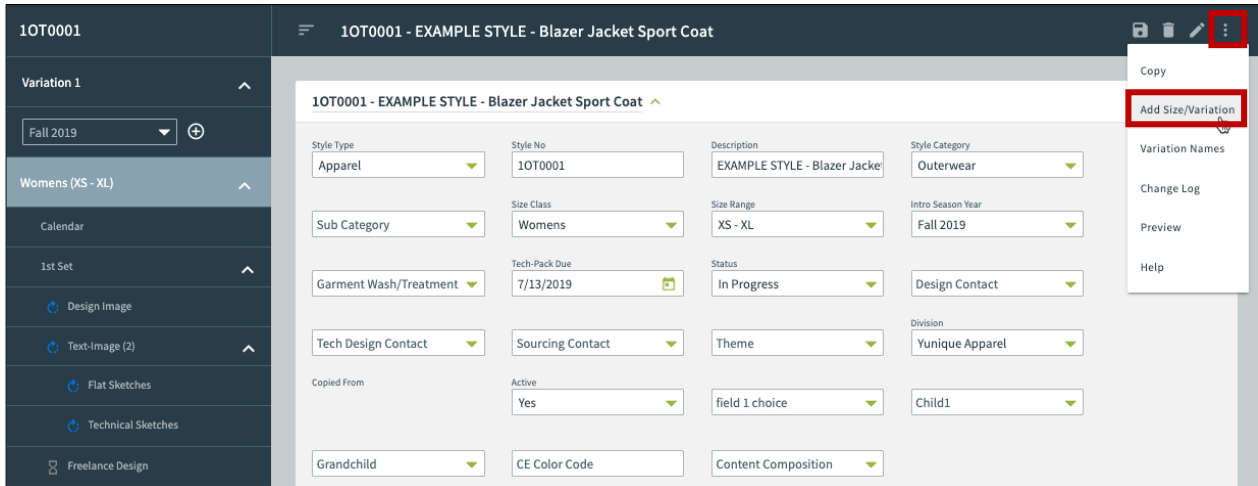 1OT0001
1OT0001 - EXAMPLE STYLE - Blazer Jacket Sport Coat
Variation 1
Fall 2019
Womens (XS - XL)
Calendar
1st Set
Design Image
Text-Image (2)
Flat Sketches
Technical Sketches
Freelance Design
Copy
Add Size/Variation
Variation Names
Change Log
Preview
Help
1OT0001 - EXAMPLE STYLE - Blazer Jacket Sport Coat
Style Type
Apparel
Style No
1OT0001
Description
EXAMPLE STYLE - Blazer Jacke
Style Category
Outerwear
Sub Category
Size Class
Womens
Size Range
XS - XL
Intro Season Year
Fall 2019
Garment Wash/Treatment
Tech-Pack Due
7/13/2019
Status
In Progress
Design Contact
Tech Design Contact
Sourcing Contact
Theme
Division
Yunique Apparel
Copied From
Active
Yes
field 1 choice
Child1
Grandchild
CE Color Code
Content Composition